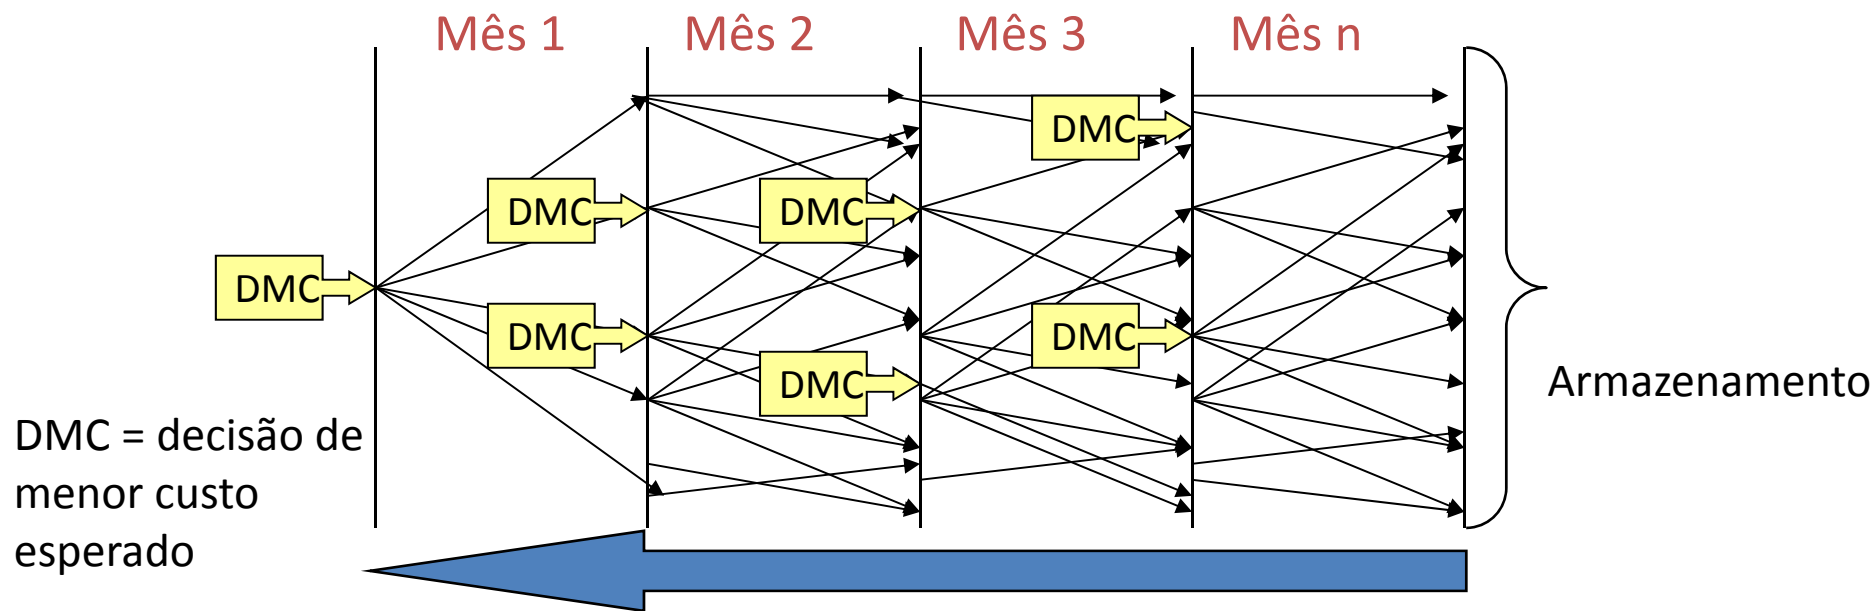 Mês 1
Mês 2
Mês 3
Mês n
DMC
DMC
DMC
DMC
DMC
DMC
DMC
Armazenamento
DMC = decisão de
menor custo
esperado